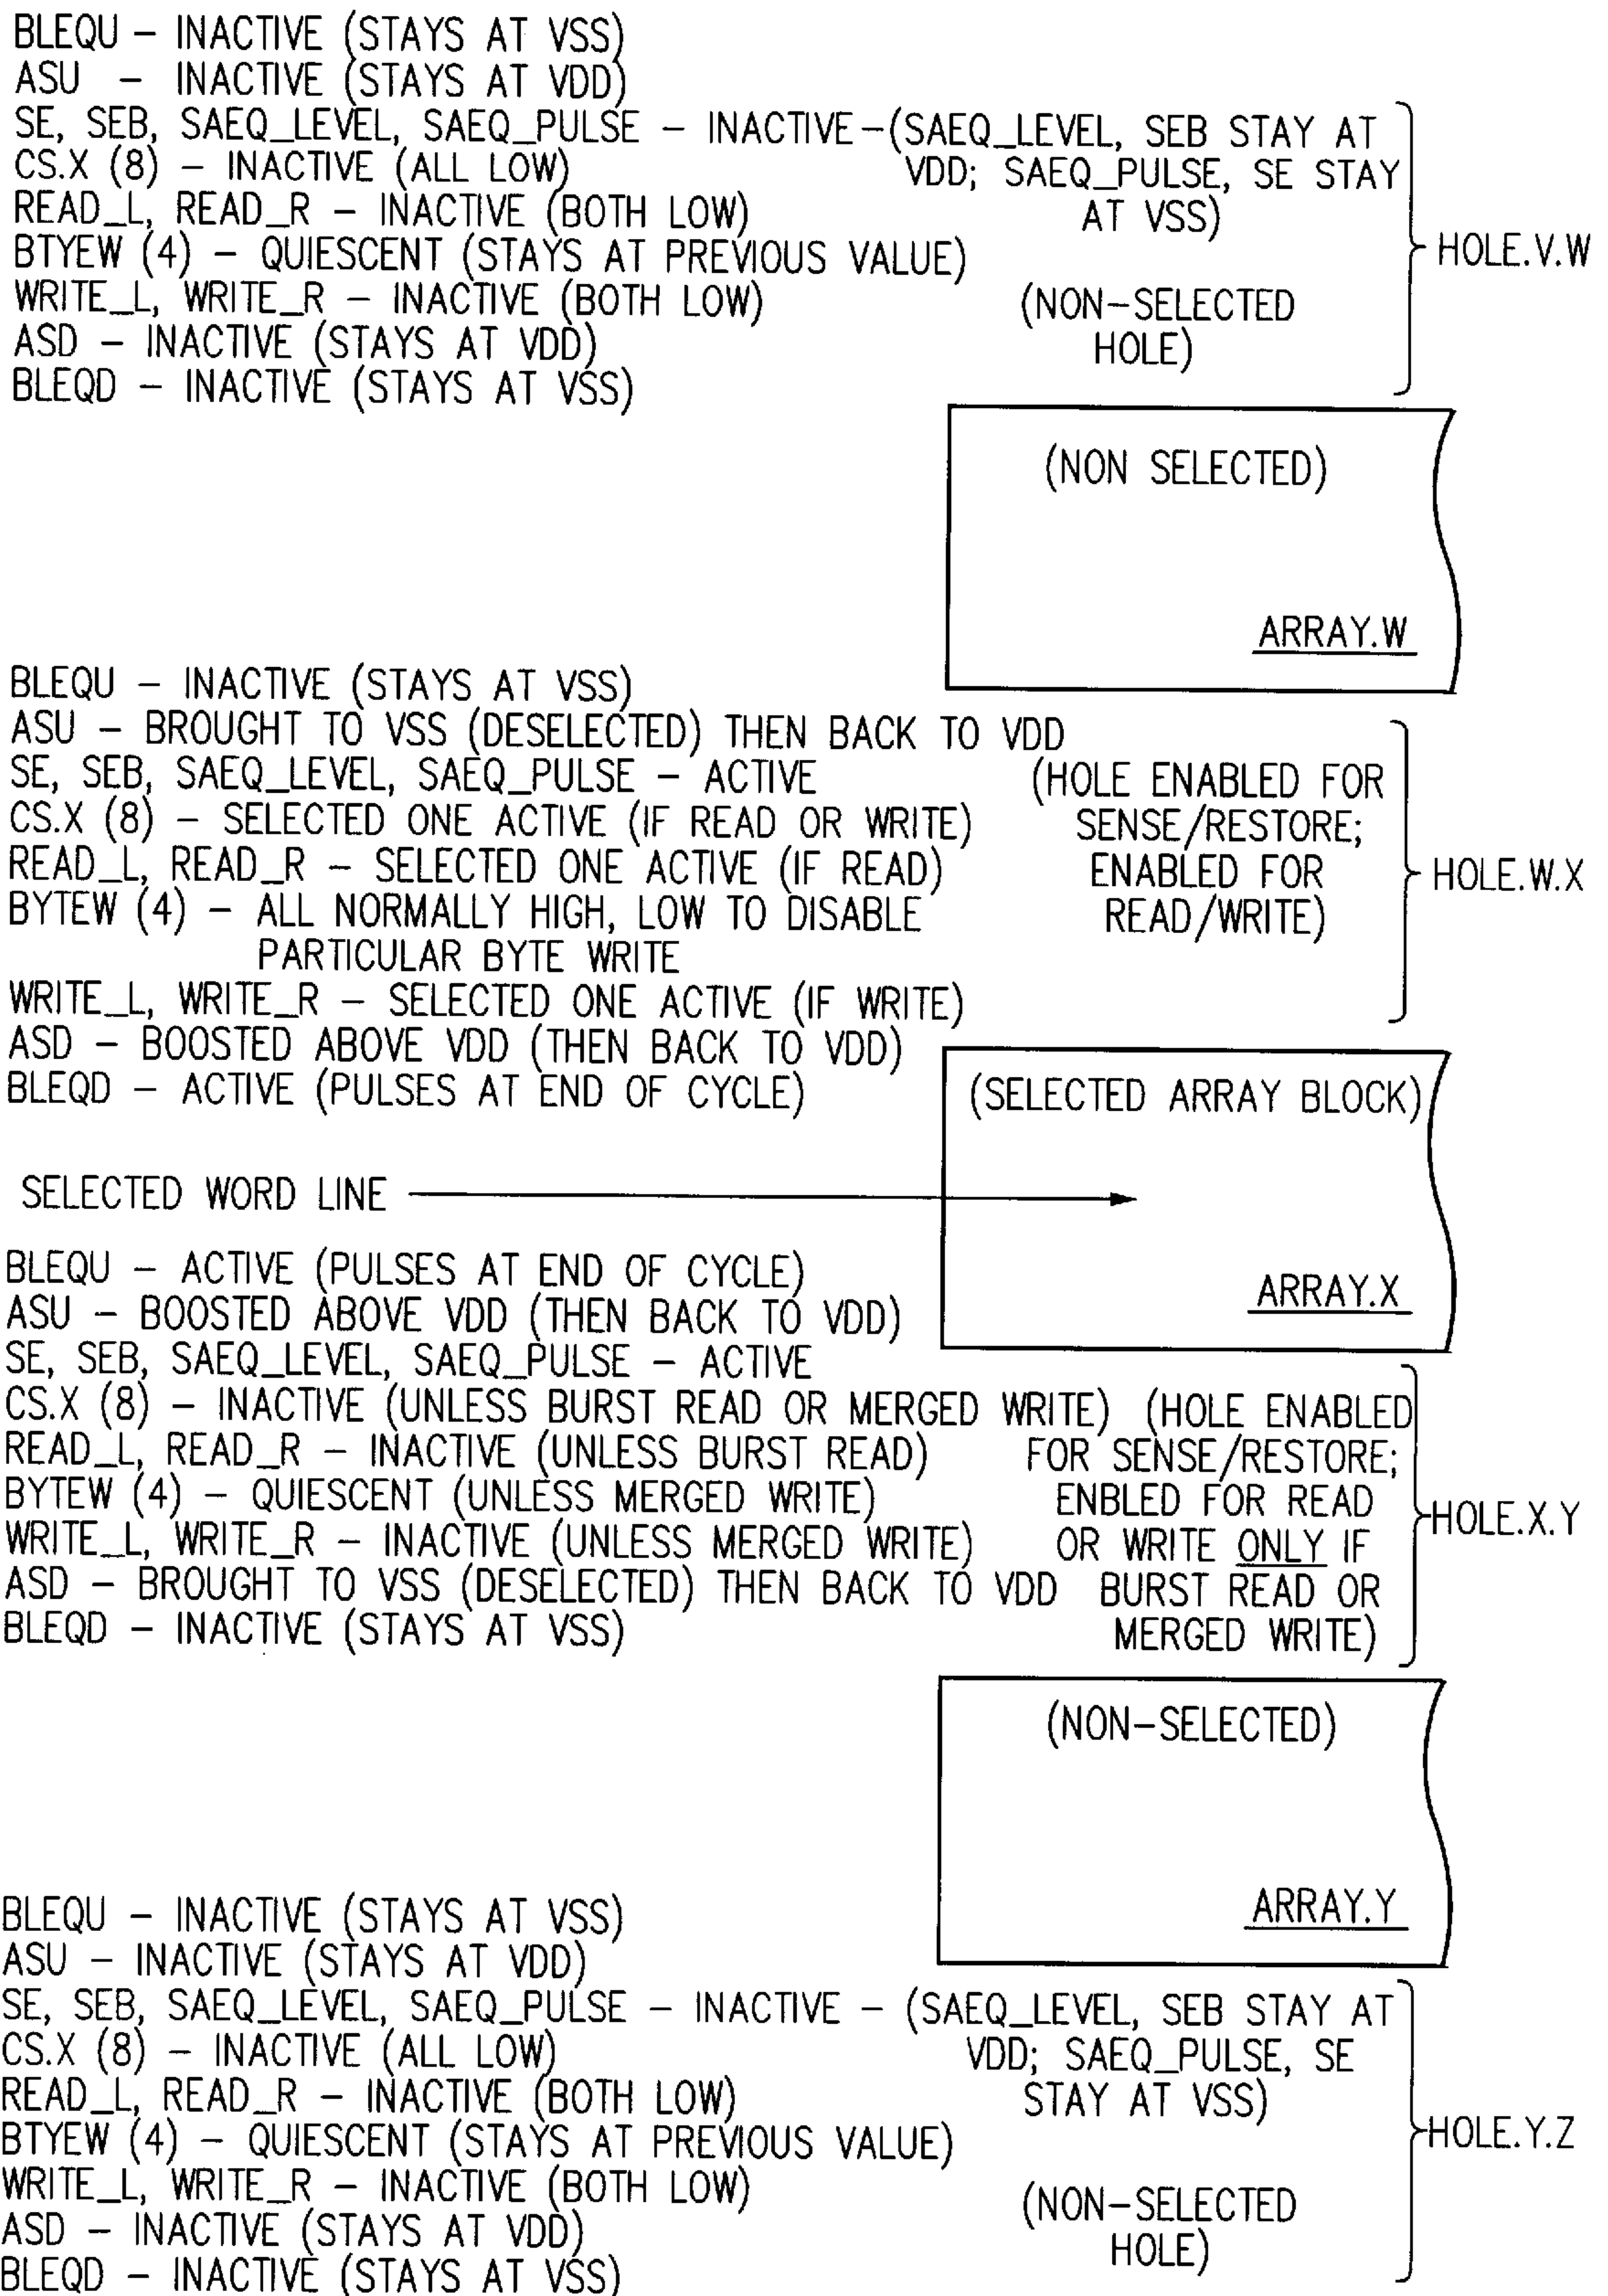 BLEQU – INACTIVE (STAYS AT VSS)
ASU – INACTIVE (STAYS AT VDD)
SE, SEB, SAEQ_LEVEL, SAEQ_PULSE – INACTIVE –(SAEQ_LEVEL, SEB STAY AT
CS.X (8) – INACTIVE (ALL LOW) VDD; SAEQ_PULSE, SE STAY
READ_L, READ_R – INACTIVE (BOTH LOW) AT VSS)
BTYEW (4) – QUIESCENT (STAYS AT PREVIOUS VALUE) HOLE.V.W
WRITE_L, WRITE_R – INACTIVE (BOTH LOW) (NON–SELECTED
ASD – INACTIVE (STAYS AT VDD) HOLE)
BLEQD – INACTIVE (STAYS AT VSS)
(NON SELECTED)
ARRAY.W
BLEQU – INACTIVE (STAYS AT VSS)
ASU – BROUGHT TO VSS (DESELECTED) THEN BACK TO VDD
SE, SEB, SAEQ_LEVEL, SAEQ_PULSE – ACTIVE (HOLE ENABLED FOR
CS.X (8) – SELECTED ONE ACTIVE (IF READ OR WRITE) SENSE/RESTORE;
READ_L, READ_R – SELECTED ONE ACTIVE (IF READ) ENABLED FOR HOLE.W.X
BYTEW (4) – ALL NORMALLY HIGH, LOW TO DISABLE READ/WRITE)
PARTICULAR BYTE WRITE
WRITE_L, WRITE_R – SELECTED ONE ACTIVE (IF WRITE)
ASD – BOOSTED ABOVE VDD (THEN BACK TO VDD)
BLEQD – ACTIVE (PULSES AT END OF CYCLE) (SELECTED ARRAY BLOCK)
SELECTED WORD LINE
BLEQU – ACTIVE (PULSES AT END OF CYCLE)
ARRAY.X
ASU – BOOSTED ABOVE VDD (THEN BACK TO VDD)
SE, SEB, SAEQ_LEVEL, SAEQ_PULSE – ACTIVE
CS.X (8) – INACTIVE (UNLESS BURST READ OR MERGED WRITE) (HOLE ENABLED
READ_L, READ_R – INACTIVE (UNLESS BURST READ) FOR SENSE/RESTORE;
BYTEW (4) – QUIESCENT (UNLESS MERGED WRITE) ENBLED FOR READ HOLE.X.Y
WRITE_L, WRITE_R – INACTIVE (UNLESS MERGED WRITE) OR WRITE ONLY IF
ASD – BROUGHT TO VSS (DESELECTED) THEN BACK TO VDD BURST READ OR
BLEQD – INACTIVE (STAYS AT VSS) MERGED WRITE)
(NON–SELECTED)
ARRAY.Y
BLEQU – INACTIVE (STAYS AT VSS)
ASU – INACTIVE (STAYS AT VDD)
SE, SEB, SAEQ_LEVEL, SAEQ_PULSE – INACTIVE – (SAEQ_LEVEL, SEB STAY AT
CS.X (8) – INACTIVE (ALL LOW) VDD; SAEQ_PULSE, SE
READ_L, READ_R – INACTIVE (BOTH LOW) STAY AT VSS)
BTYEW (4) – QUIESCENT (STAYS AT PREVIOUS VALUE) HOLE.Y.Z
WRITE_L, WRITE_R – INACTIVE (BOTH LOW) (NON–SELECTED
ASD – INACTIVE (STAYS AT VDD) HOLE)
BLEQD – INACTIVE (STAYS AT VSS)